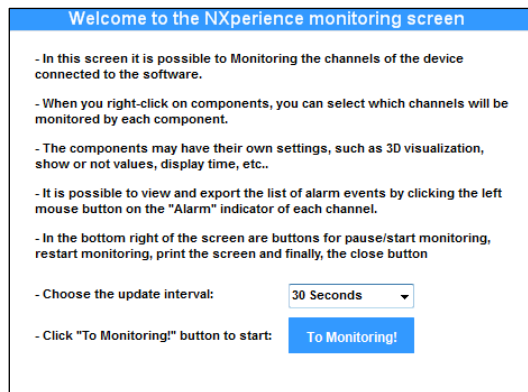 Welcome to the NXperience monitoring screen
- In this screen it is possible to Monitoring the channels of the device
connected to the software.
- When you right-click on components, you can select which channels will be
monitored by each component.
- The components may have their own settings, such as 3D visualization,
show or not values, display time, etc..
- It is possible to view and export the list of alarm events by clicking the left
mouse button on the "Alarm" indicator of each channel.
- In the bottom right of the screen are buttons for pause/start monitoring,
restart monitoring, print the screen and finally, the close button
- Choose the update interval: 30 Seconds
- Click "To Monitoring!" button to start: To Monitoring!